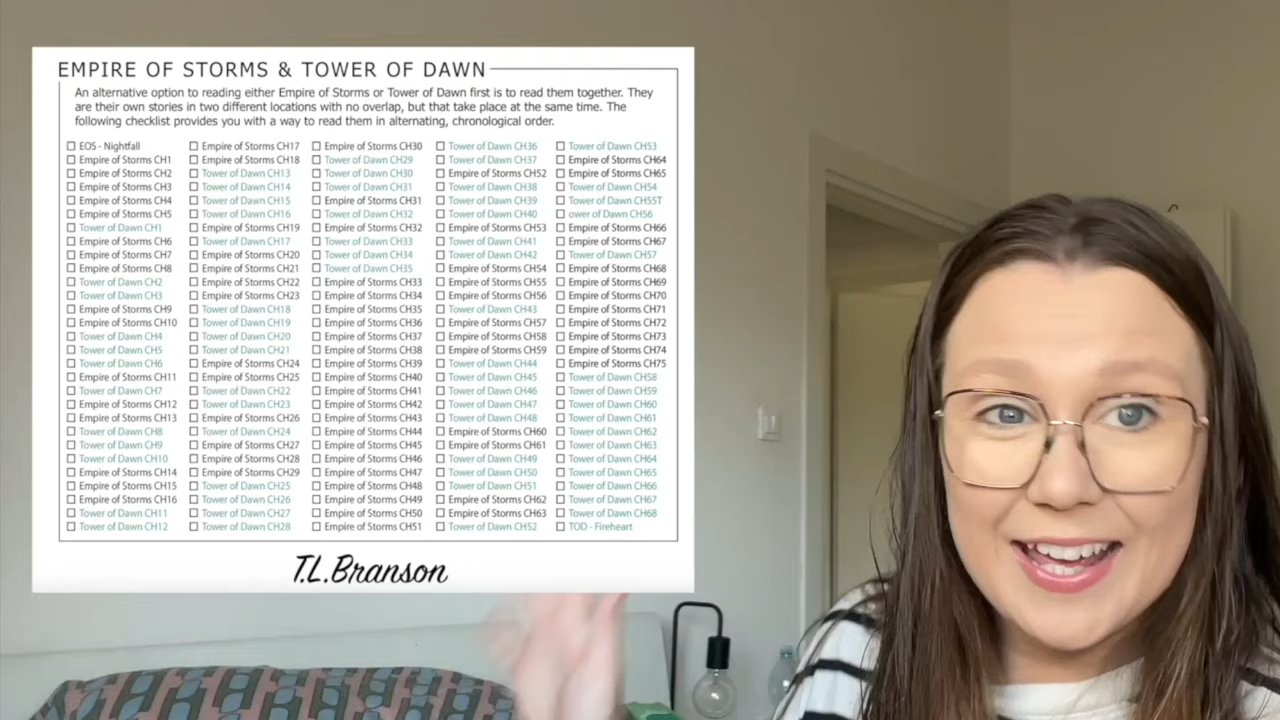 EMPIRE OF STORMS & TOWER OF DAWN
An alternative option to reading either Empire of Storms or Tower of Dawn first is to read them together. They
are their own stories in two different locations with no overlap, but that take place at the same time. The
following checklist provides you with a way to read them in alternating, chronological order.
EOS - Nightfall
Empire of Storms CH1
Empire of Storms CH2
Empire of Storms CH3
Empire of Storms CH4
Empire of Storms CH5
Tower of Dawn CH1
Empire of Storms CH6
Empire of Storms CH7
Empire of Storms CH8
Tower of Dawn CH2
Tower of Dawn CH3
Empire of Storms CH9
Empire of Storms CH10
Tower of Dawn CH4
Tower of Dawn CH5
Tower of Dawn CH6
Empire of Storms CH11
Tower of Dawn CH7
Empire of Storms CH12
Empire of Storms CH13
Tower of Dawn CH8
Tower of Dawn CH9
Tower of Dawn CH10
Empire of Storms CH14
Empire of Storms CH15
Empire of Storms CH16
Tower of Dawn CH11
Tower of Dawn CH12
Empire of Storms CH17
Empire of Storms CH18
Tower of Dawn CH13
Tower of Dawn CH14
Tower of Dawn CH15
Tower of Dawn CH16
Empire of Storms CH19
Tower of Dawn CH17
Empire of Storms CH20
Empire of Storms CH21
Empire of Storms CH22
Empire of Storms CH23
Tower of Dawn CH18
Tower of Dawn CH19
Tower of Dawn CH20
Tower of Dawn CH21
Empire of Storms CH24
Empire of Storms CH25
Tower of Dawn CH22
Tower of Dawn CH23
Empire of Storms CH26
Tower of Dawn CH24
Empire of Storms CH27
Empire of Storms CH28
Empire of Storms CH29
Tower of Dawn CH25
Tower of Dawn CH26
Tower of Dawn CH27
Tower of Dawn CH28
Empire of Storms CH30
Tower of Dawn CH29
Tower of Dawn CH30
Tower of Dawn CH31
Empire of Storms CH31
Tower of Dawn CH32
Empire of Storms CH32
Tower of Dawn CH33
Tower of Dawn CH34
Tower of Dawn CH35
Empire of Storms CH33
Empire of Storms CH34
Empire of Storms CH35
Empire of Storms CH36
Empire of Storms CH37
Empire of Storms CH38
Empire of Storms CH39
Empire of Storms CH40
Empire of Storms CH41
Empire of Storms CH42
Empire of Storms CH43
Empire of Storms CH44
Empire of Storms CH45
Empire of Storms CH46
Empire of Storms CH47
Empire of Storms CH48
Empire of Storms CH49
Empire of Storms CH50
Empire of Storms CH51
Tower of Dawn CH36
Tower of Dawn CH37
Empire of Storms CH52
Tower of Dawn CH38
Tower of Dawn CH39
Tower of Dawn CH40
Empire of Storms CH53
Tower of Dawn CH41
Tower of Dawn CH42
Empire of Storms CH54
Empire of Storms CH55
Empire of Storms CH56
Tower of Dawn CH43
Empire of Storms CH57
Empire of Storms CH58
Empire of Storms CH59
Tower of Dawn CH44
Tower of Dawn CH45
Tower of Dawn CH46
Tower of Dawn CH47
Tower of Dawn CH48
Empire of Storms CH60
Empire of Storms CH61
Tower of Dawn CH49
Tower of Dawn CH50
Tower of Dawn CH51
Empire of Storms CH62
Empire of Storms CH63
Tower of Dawn CH52
Tower of Dawn CH53
Empire of Storms CH64
Empire of Storms CH65
Tower of Dawn CH54
Tower of Dawn CH55T
ower of Dawn CH56
Empire of Storms CH66
Empire of Storms CH67
Tower of Dawn CH57
Empire of Storms CH68
Empire of Storms CH69
Empire of Storms CH70
Empire of Storms CH71
Empire of Storms CH72
Empire of Storms CH73
Empire of Storms CH74
Empire of Storms CH75
Tower of Dawn CH58
Tower of Dawn CH59
Tower of Dawn CH60
Tower of Dawn CH61
Tower of Dawn CH62
Tower of Dawn CH63
Tower of Dawn CH64
Tower of Dawn CH65
Tower of Dawn CH66
Tower of Dawn CH67
Tower of Dawn CH68
TOD - Fireheart
T.L.Branson